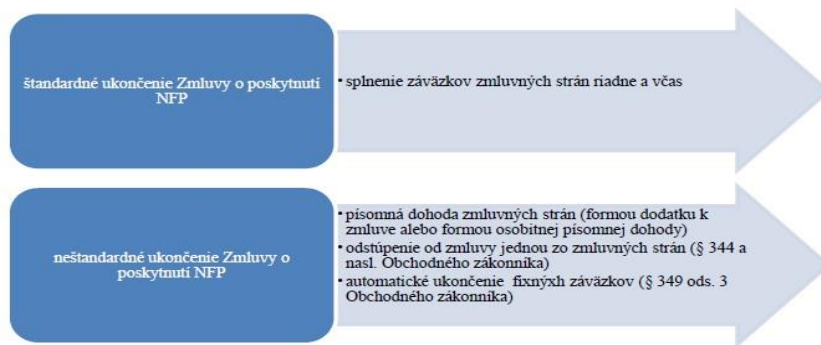 štandardné ukončenie Zmluvy o poskytnutí
NFP
• splnenie záväzkov zmluvných strán riadne a včas
neštandardné ukončenie Zmluvy o
poskytnutí NFP
• písomná dohoda zmluvných strán (formou dodatku k
zmluve alebo formou osobitnej písomnej dohody)
• odstúpenie od zmluvy jednou zo zmluvných strán (§ 344 a
nasl. Obchodného zákonníka)
• automatické ukončenie fixnýxh záväzkov (§ 349 ods. 3
Obchodného zákonníka)